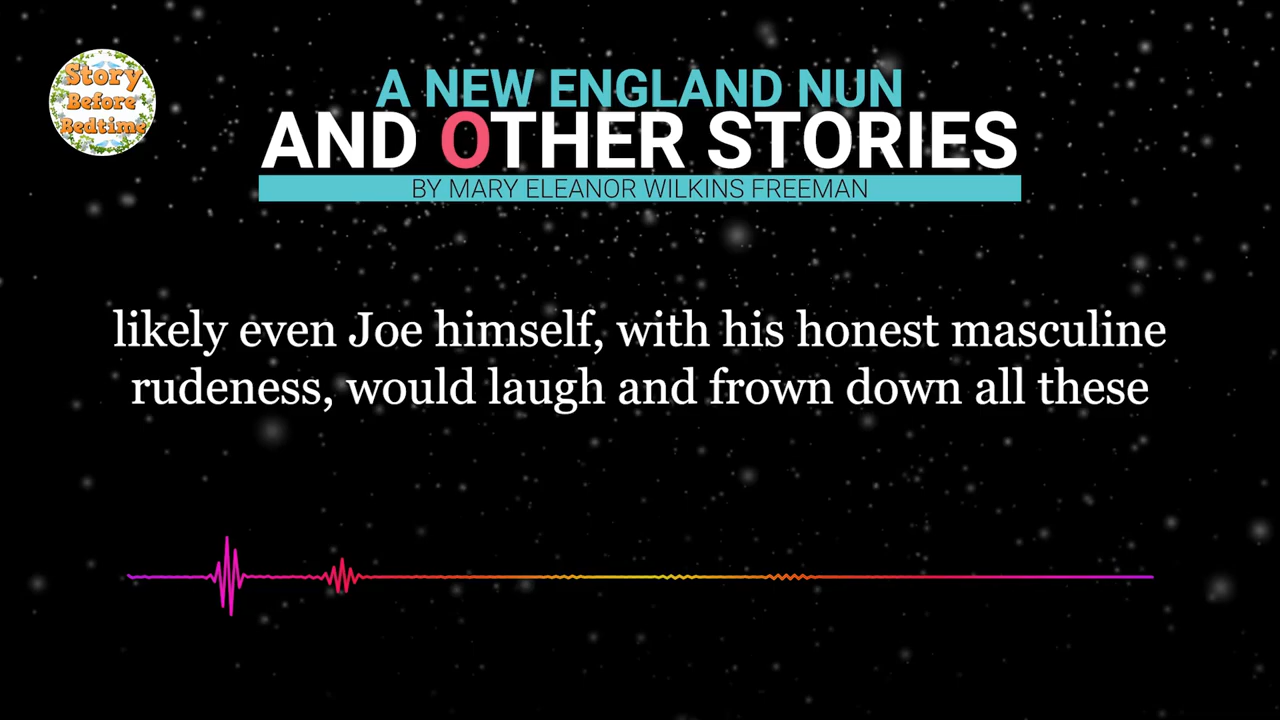 Story
Before
Bedtime
A NEW ENGLAND NUN
AND OTHER STORIES
BY MARY ELEANOR WILKINS FREEMAN
likely even Joe himself, with his honest masculine
rudeness, would laugh and frown down all these